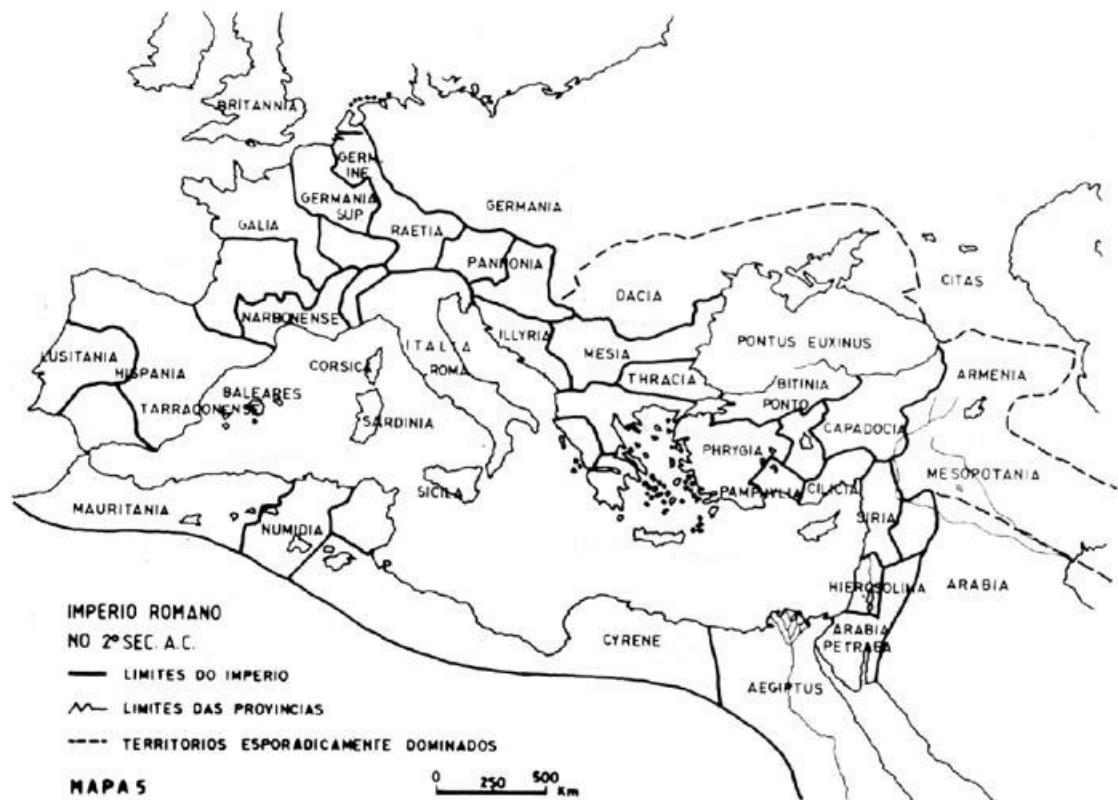 BRITANNIA
GERM.
INE
GERMANIA
SUP
GERMANIA
GALIA
RAETIA
PANNONIA
CITAS
DACIA
NARBONENSE
ITALIA
ILLYRIA
PONTUS EUXINUS
MESIA
LUSITANIA
HISPANIA
CORSICA
ROMA
THRACIA
BITINIA
PONTO
ARMENIA
BALEARES
TARRACONENSE
SARDINIA
CAPADOCIA
PHRYGIA
MESOPOTANIA
SICILA
PAMPHYLIA
CILICIA
MAURITANIA
NUMIDIA
SIRIA
HIEROSOLIMA
ARABIA
CYRENE
ARABIA
PETRAEA
AEGIPTUS
IMPERIO ROMANO
NO 2º SEC. A.C.
LIMITES DO IMPERIO
LIMITES DAS PROVINCIAS
TERRITORIOS ESPORADICAMENTE DOMINADOS
MAPA 5
0 250 500
Km